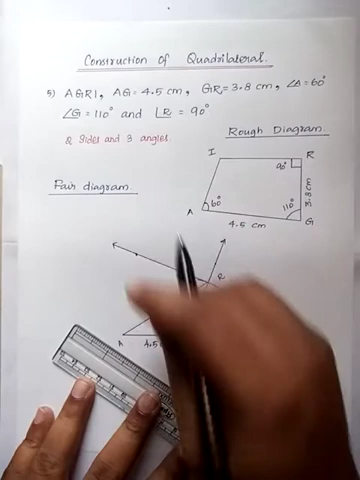 Construction of Quadrilateral.
5) AGRI, AG = 4.5 cm, GR = 3.8 cm, ∠A = 60°
∠G = 110° and ∠R = 90°
2 sides and 3 angles.
Rough Diagram.
I R
90°
Fair diagram.
3.8 cm
60° 110°
A G
4.5 cm
R
A 4.5